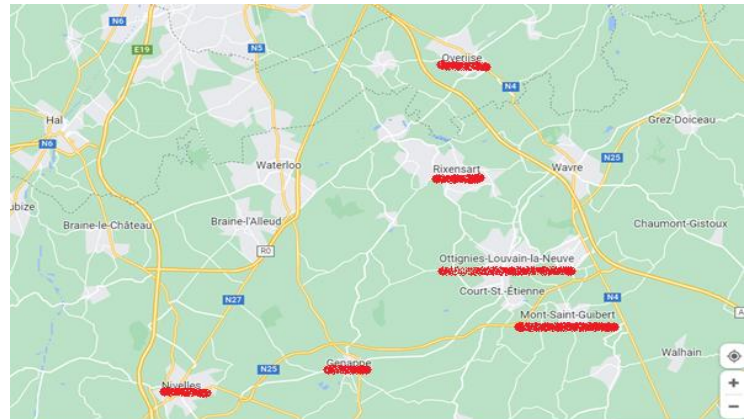 N6
N5
E19
Overijse
N4
Hal
N6
Grez-Doiceau
N25
Waterloo
Rixensart
Wavre
ubize
Braine-le-Château
Braine-l'Alleud
Chaumont-Gistoux
R0
Ottignies-Louvain-la-Neuve
Court-St.-Étienne
N27
N4
Mont-Saint-Guibert
A
Walhain
Genappe
N25
Nivelles